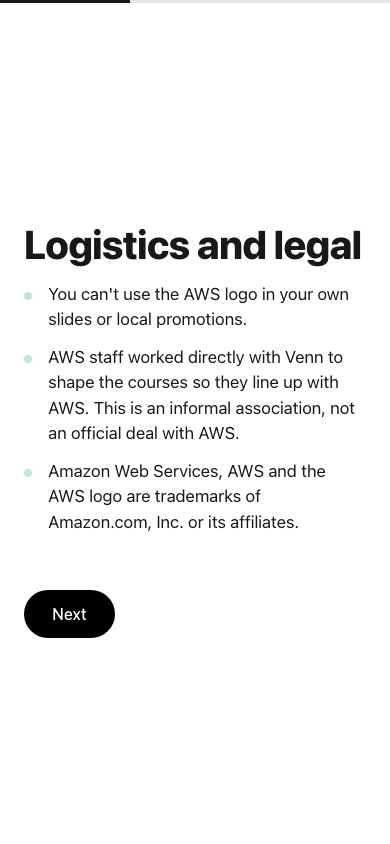 Logistics and legal
You can't use the AWS logo in your own
slides or local promotions.
AWS staff worked directly with Venn to
shape the courses so they line up with
AWS. This is an informal association, not
an official deal with AWS.
Amazon Web Services, AWS and the
AWS logo are trademarks of
Amazon.com, Inc. or its affiliates.
Next